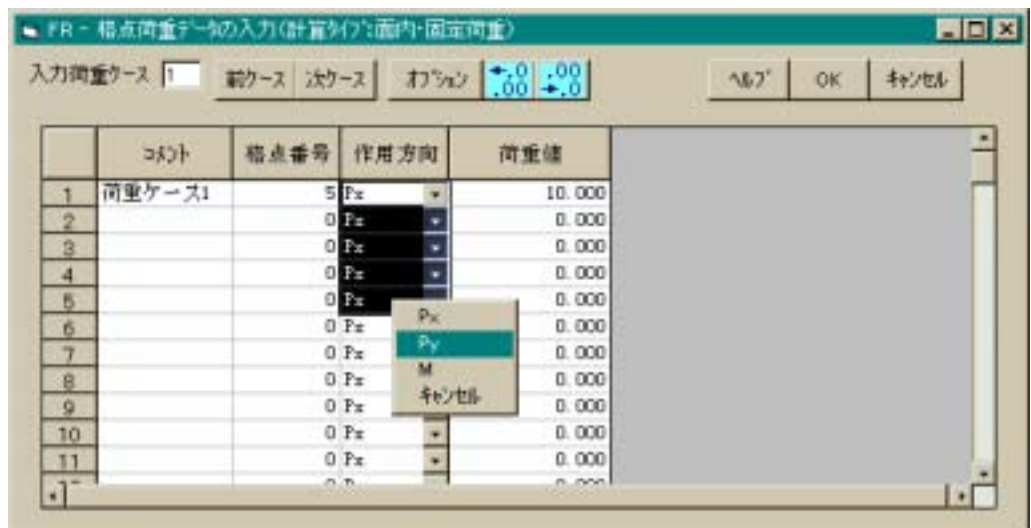 FR - 格点荷重ﾃﾞｰﾀの入力(計算ﾀｲﾌﾟ:面内・固定荷重)
入力荷重ｹｰｽ 1 前ｹｰｽ 次ｹｰｽ ｵﾌﾟｼｮﾝ ←.0 .00 .00 →.0 ﾍﾙﾌﾟ OK ｷｬﾝｾﾙ
ｺﾒﾝﾄ 格点番号 作用方向 荷重値
1 荷重ケース1 5 Px 10.000
2 0 Px 0.000
3 0 Px 0.000
4 0 Px 0.000
5 0 Px 0.000
6 0 Px 0.000
7 0 Px 0.000
8 0 Px 0.000
9 0 Px 0.000
10 0 Px 0.000
11 0 Px 0.000
Px
Py
M
ｷｬﾝｾﾙ